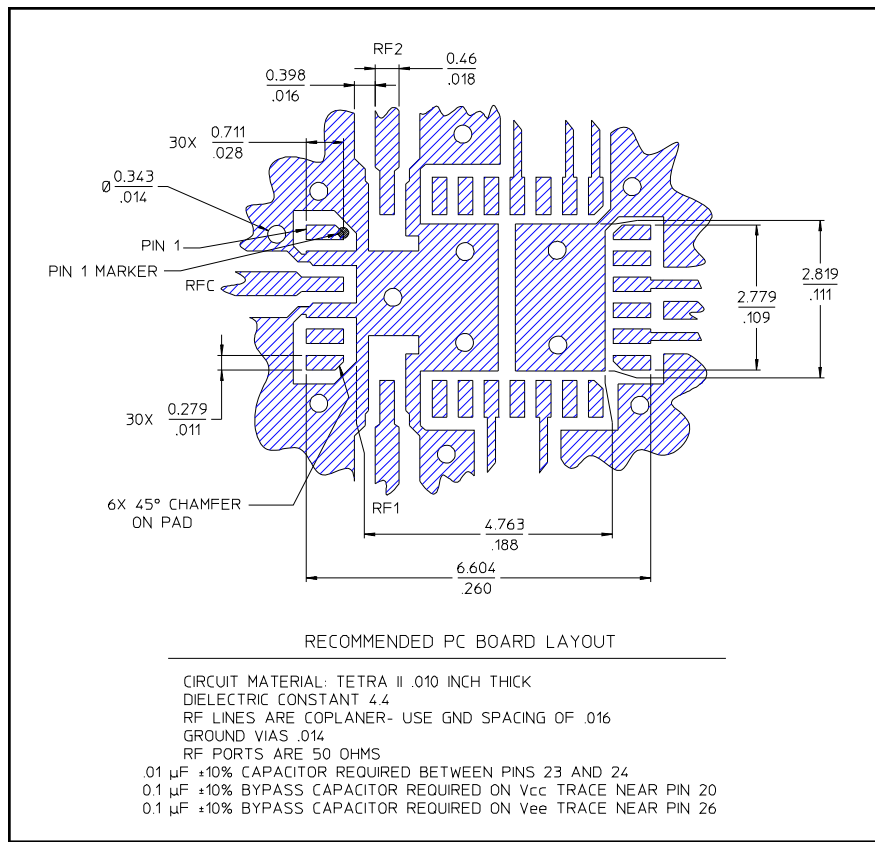 RF2
0.398
.016
0.46
.018
30X 0.711
.028
Ø 0.343
.014
PIN 1
PIN 1 MARKER
RFC
2.779
.109
2.819
.111
30X 0.279
.011
6X 45° CHAMFER
ON PAD
RF1
4.763
.188
6.604
.260
RECOMMENDED PC BOARD LAYOUT
CIRCUIT MATERIAL: TETRA II .010 INCH THICK
DIELECTRIC CONSTANT 4.4
RF LINES ARE COPLANER- USE GND SPACING OF .016
GROUND VIAS .014
RF PORTS ARE 50 OHMS
.01 µF ±10% CAPACITOR REQUIRED BETWEEN PINS 23 AND 24
0.1 µF ±10% BYPASS CAPACITOR REQUIRED ON Vcc TRACE NEAR PIN 20
0.1 µF ±10% BYPASS CAPACITOR REQUIRED ON Vee TRACE NEAR PIN 26